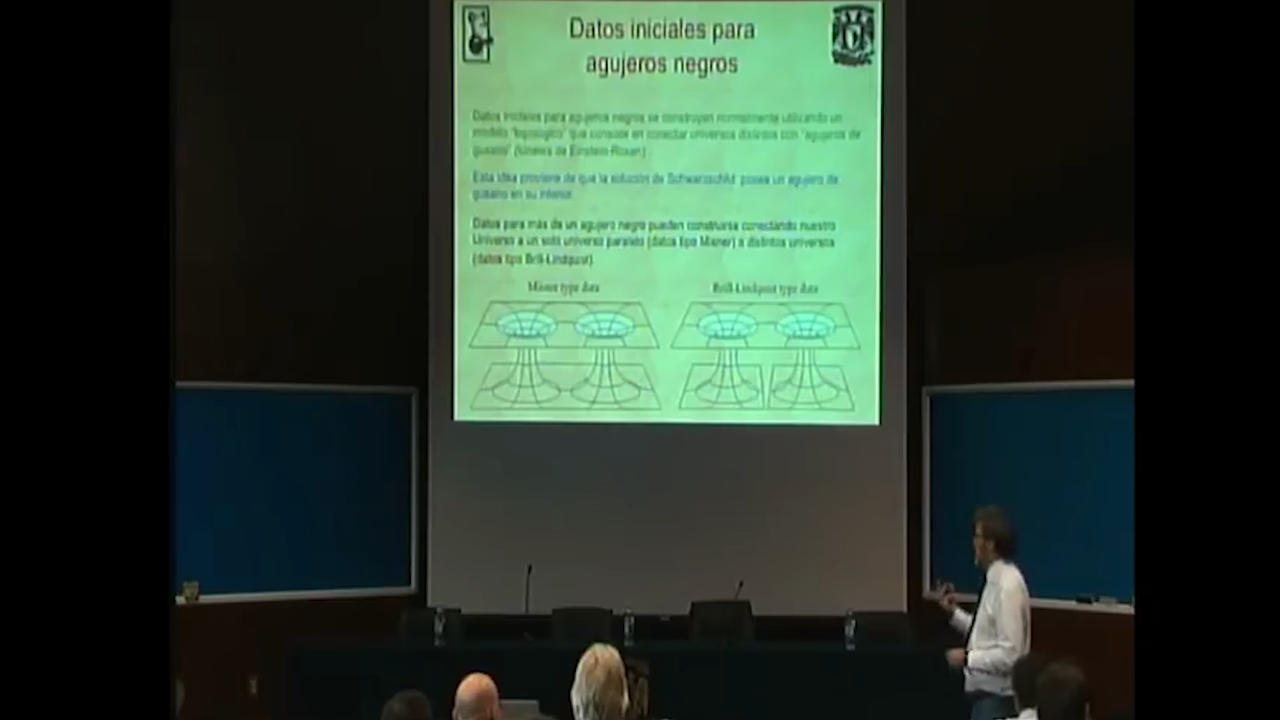 Datos iniciales para
agujeros negros
Datos iniciales para agujeros negros se construyen normalmente utilizando un
modelo "topologico" que consiste en conectar universos distintos con "agujeros de
gusano" (túneles de Einstein-Rosen).
Esta idea proviene de que la solución de Schwarzschild posee un agujero de
gusano en su interior.
Datos para más de un agujero negro pueden construirse conectando nuestro
Universo a un solo universo paralelo (datos tipo Misner) o distintos universos
(datos tipo Brill-Lindquist).
Misner type data
Brill-Lindquist type data